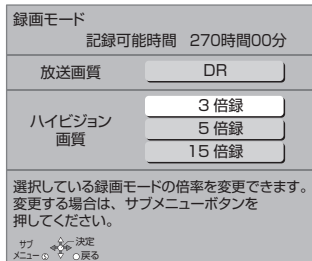 録画モード
記録可能時間 270時間00分
放送画質 DR
ハイビジョン
画質
3倍録
5倍録
15倍録
選択している録画モードの倍率を変更できます。
変更する場合は、サブメニューボタンを
押してください。
サブ
メニュー
決定
戻る